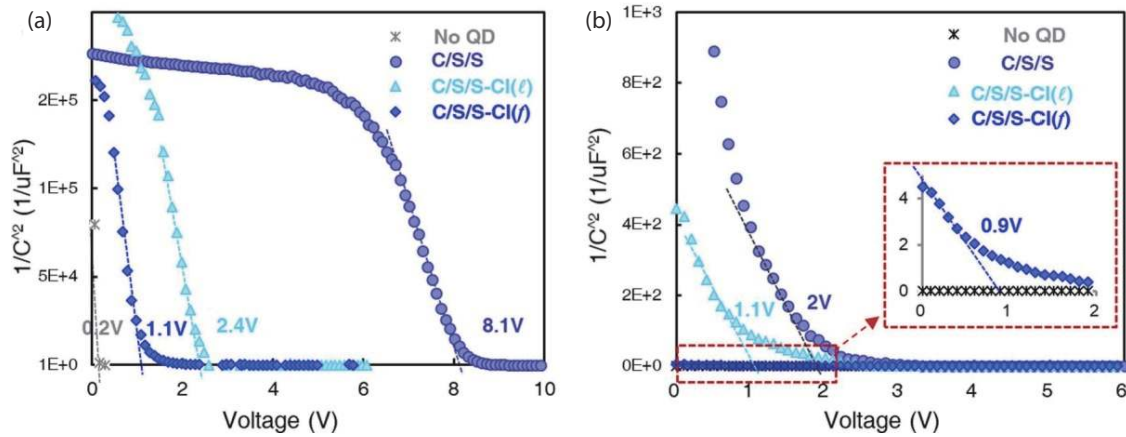 (a)
No QD
C/S/S
C/S/S-Cl(ℓ)
C/S/S-Cl(f)
2E+5
1E+5
5E+4
1E+0
1/C^2 (1/uF^2)
0.2V
1.1V
2.4V
8.1V
0
2
4
6
8
10
Voltage (V)
(b)
1E+3
8E+2
6E+2
4E+2
2E+2
0E+0
1/C^2 (1/uF^2)
No QD
C/S/S
C/S/S-Cl(ℓ)
C/S/S-Cl(f)
4
2
0
0.9V
0
1
2
1.1V
2V
0
1
2
3
4
5
6
Voltage (V)